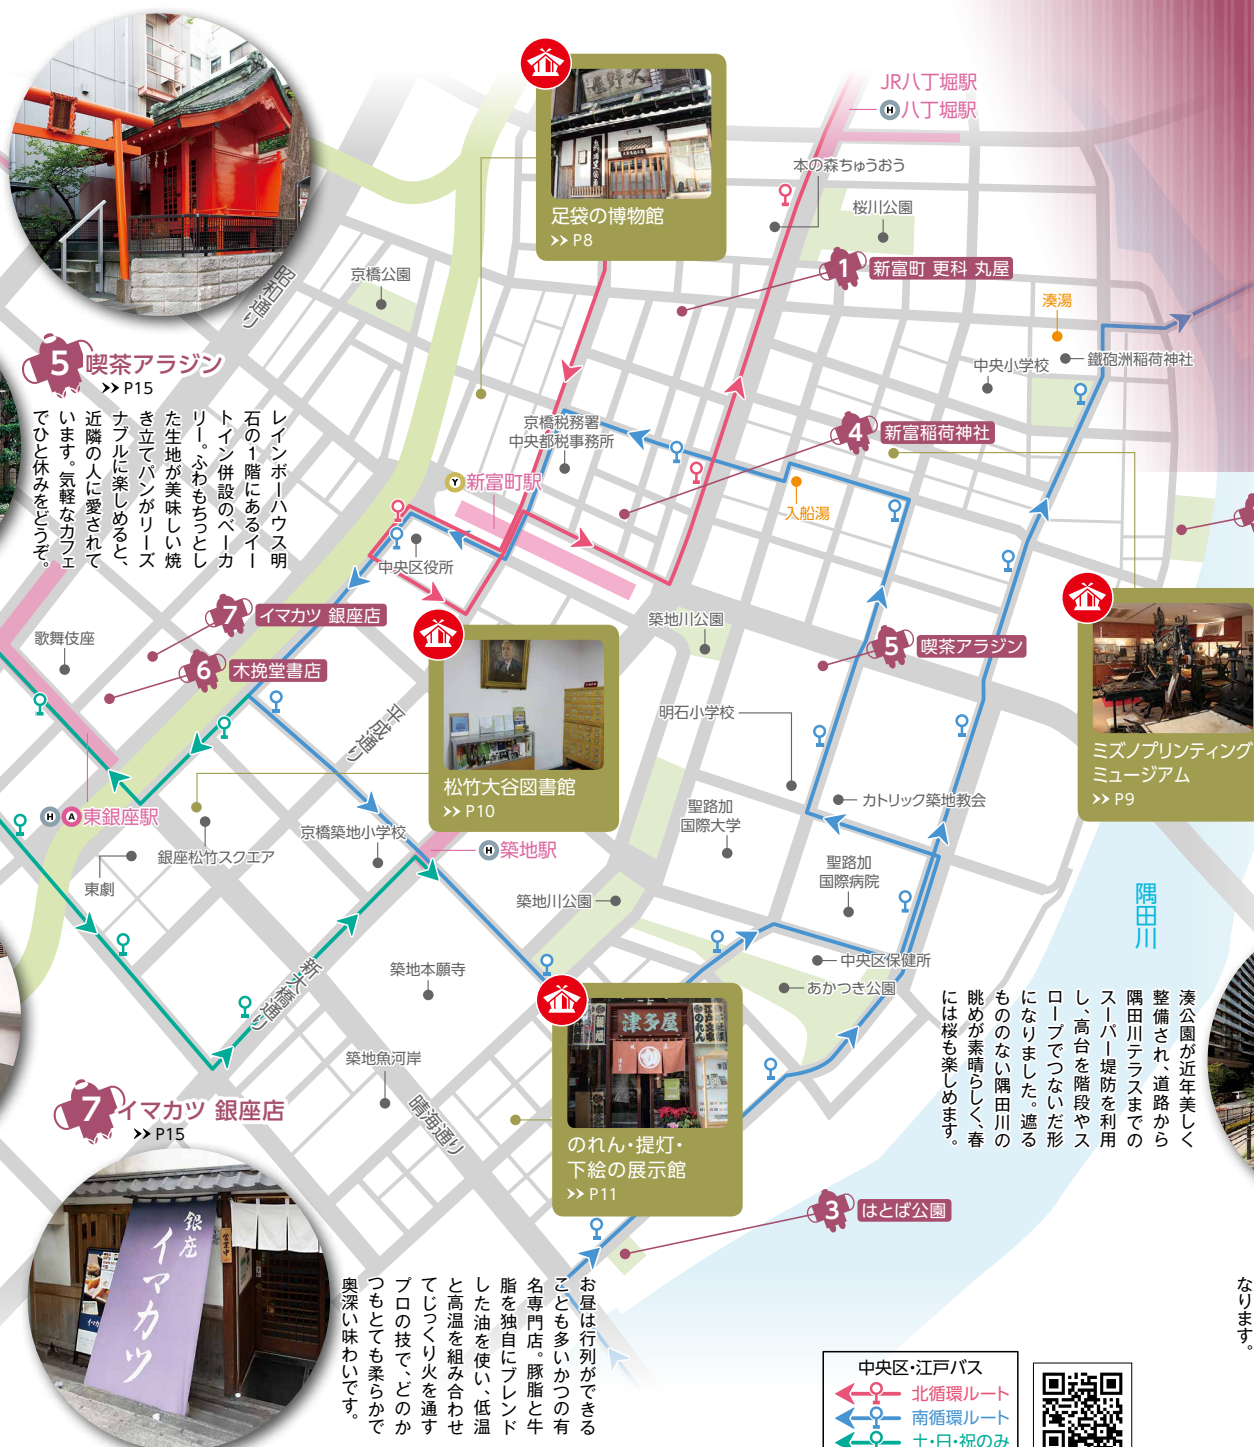 JR八丁堀駅
H 八丁堀駅
本の森ちゅうおう
桜川公園
足袋の博物館
P8
1 新富町 更科 丸屋
京橋公園
昭和通り
湊湯
中央小学校
鐵砲洲稲荷神社
5 喫茶アラジン
P15
レインボーハウス明
石の1階にあるイー
トイン併設のベーカ
リー。ふわもちっとし
た生地が美味しい焼
き立てパンがリーズ
ナブルに楽しめると、
近隣の人に愛されて
います。気軽なカフェ
でひと休みをどうぞ。
京橋税務署
中央都税事務所
4 新富稲荷神社
Y 新富町駅
入船湯
中央区役所
7 イマカツ 銀座店
歌舞伎座
6 木挽堂書店
築地川公園
5 喫茶アラジン
明石小学校
平成通り
松竹大谷図書館
P10
ミズノプリンティング
ミュージアム
P9
カトリック築地教会
聖路加
国際大学
H A 東銀座駅
京橋築地小学校
銀座松竹スクエア
東劇
H 築地駅
聖路加
国際病院
築地川公園
隅田川
新大橋通り
築地本願寺
中央区保健所
あかつき公園
湊公園が近年美しく
整備され、道路から
隅田川テラスまでの
スーパー堤防を利用
し、高台を階段やス
ロープでつないだ形
になりました。遮る
もののない隅田川の
眺めが素晴らしく、春
には桜も楽しめます。
築地魚河岸
晴海通り
津多屋
のれん・提灯・
下絵の展示館
P11
7 イマカツ 銀座店
P15
銀座
イマカツ
営業中
3 はとば公園
お昼は行列ができる
ことも多いかつの有
名専門店。豚脂と牛
脂を独自にブレンド
した油を使い、低温
と高温を組み合わせ
てじっくり火を通す
プロの技で、どのか
つもとても柔らかで
奥深い味わいです。
なります。
中央区・江戸バス
北循環ルート
南循環ルート
土・日・祝のみ